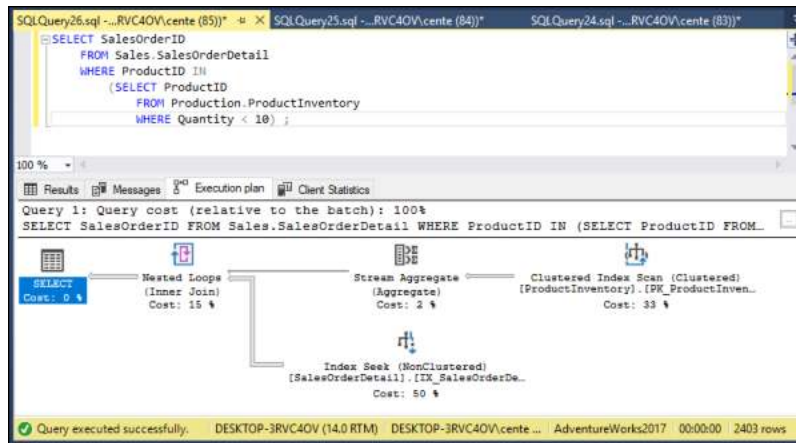 SQLQuery26.sql -...RVC4OV\cente (85))* SQLQuery25.sql -...RVC4OV\cente (84))* SQLQuery24.sql -...RVC4OV\cente (83))*
SELECT SalesOrderID
FROM Sales.SalesOrderDetail
WHERE ProductID IN
(SELECT ProductID
FROM Production.ProductInventory
WHERE Quantity < 10) ;
100 %
Results Messages Execution plan Client Statistics
Query 1: Query cost (relative to the batch): 100%
SELECT SalesOrderID FROM Sales.SalesOrderDetail WHERE ProductID IN (SELECT ProductID FROM…
SELECT
Cost: 0 %
Nested Loops
(Inner Join)
Cost: 15 %
Stream Aggregate
(Aggregate)
Cost: 2 %
Clustered Index Scan (Clustered)
[ProductInventory].[PK_ProductInven…
Cost: 33 %
Index Seek (NonClustered)
[SalesOrderDetail].[IX_SalesOrderDe…
Cost: 50 %
Query executed successfully. DESKTOP-3RVC4OV (14.0 RTM) DESKTOP-3RVC4OV\cente ... AdventureWorks2017 00:00:00 2403 rows